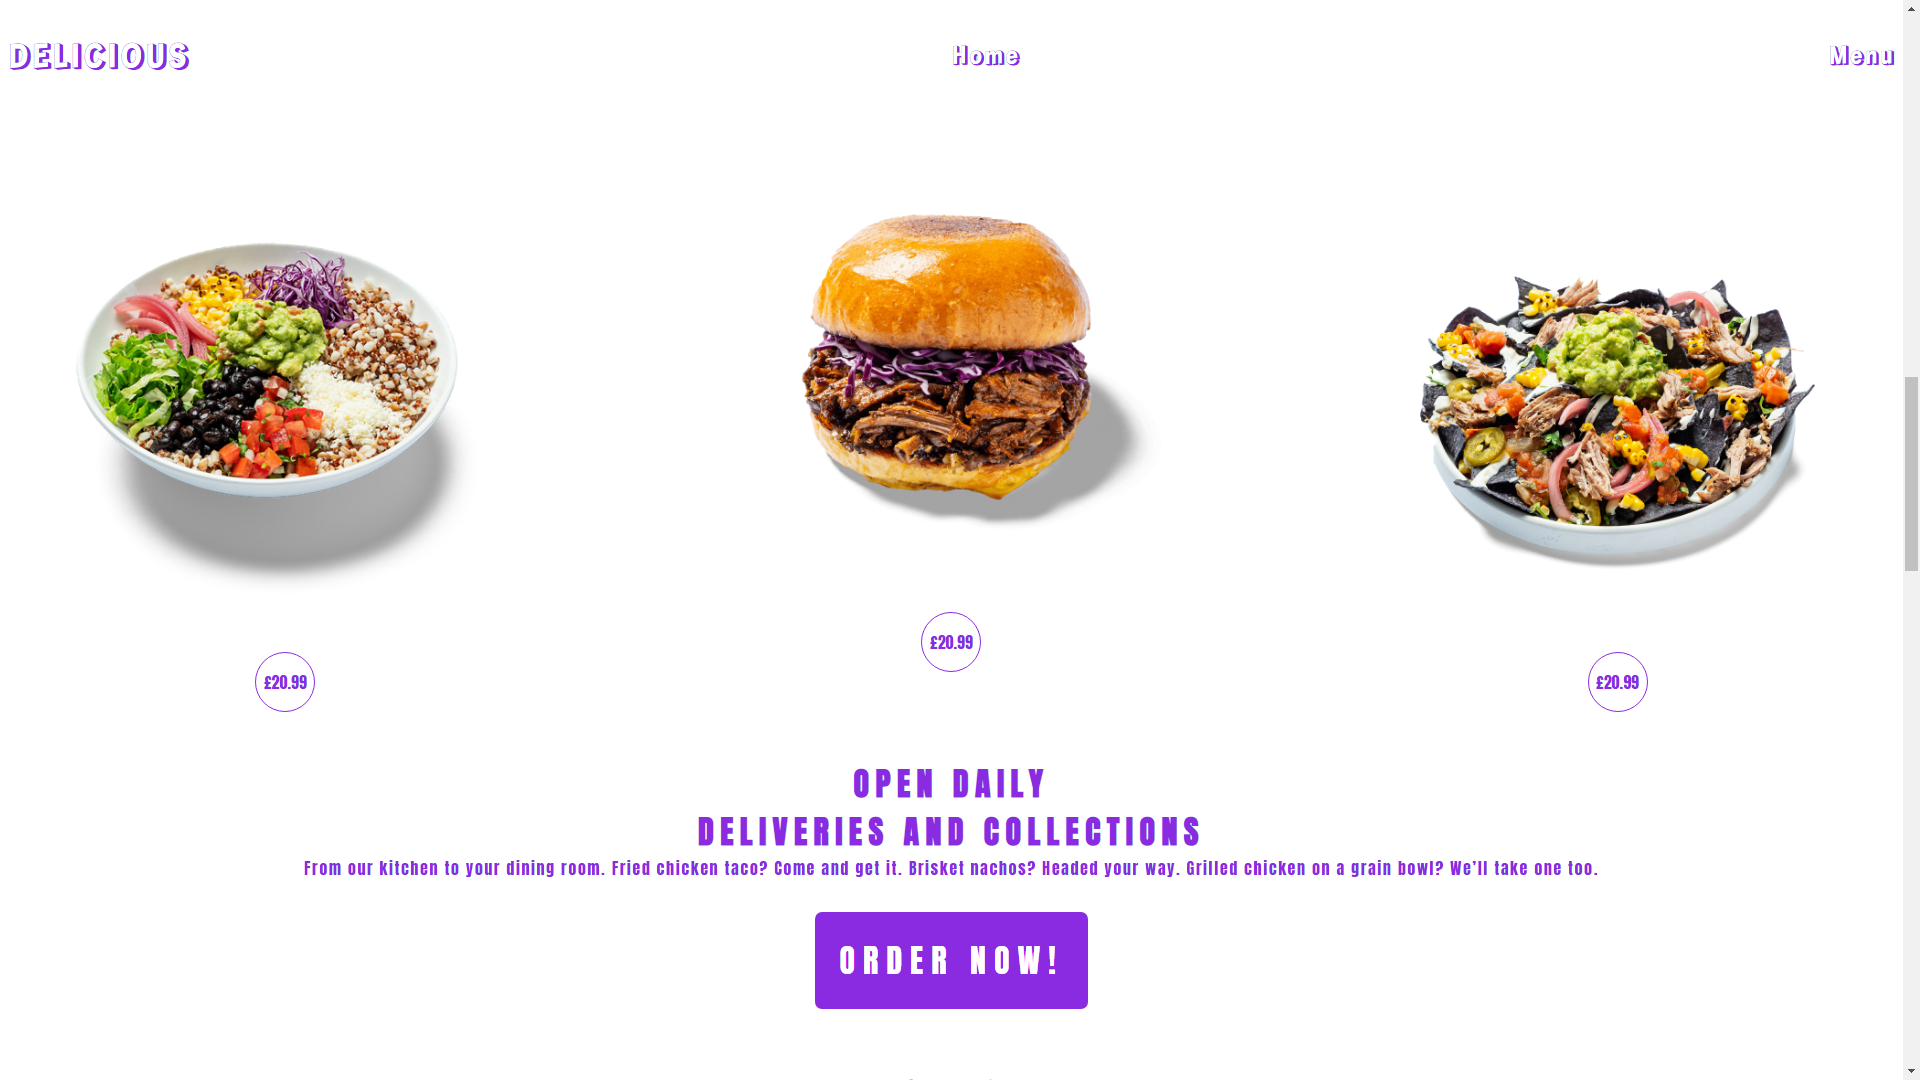 DELICIOUS
Home
Menu
£20.99
£20.99
£20.99
OPEN DAILY
DELIVERIES AND COLLECTIONS
From our kitchen to your dining room. Fried chicken taco? Come and get it. Brisket nachos? Headed your way. Grilled chicken on a grain bowl? We’ll take one too.
ORDER NOW!